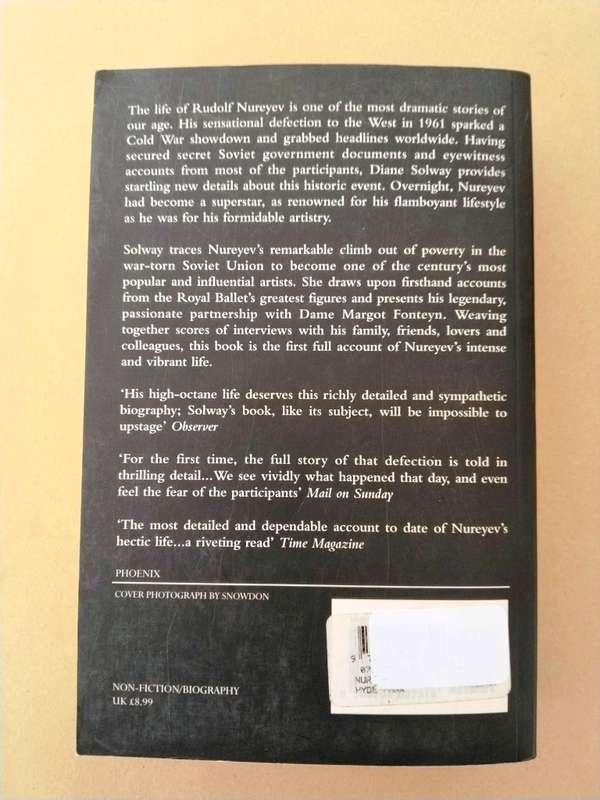 The life of Rudolf Nureyev is one of the most dramatic stories of
our age. His sensational defection to the West in 1961 sparked a
Cold War showdown and grabbed headlines worldwide. Having
secured secret Soviet government documents and eyewitness
accounts from most of the participants, Diane Solway provides
startling new details about this historic event. Overnight, Nureyev
had become a superstar, as renowned for his flamboyant lifestyle
as he was for his formidable artistry.
Solway traces Nureyev's remarkable climb out of poverty in the
war-torn Soviet Union to become one of the century's most
popular and influential artists. She draws upon firsthand accounts
from the Royal Ballet's greatest figures and presents his legendary,
passionate partnership with Dame Margot Fonteyn. Weaving
together scores of interviews with his family, friends, lovers and
colleagues, this book is the first full account of Nureyev's intense
and vibrant life.
'His high-octane life deserves this richly detailed and sympathetic
biography; Solway's book, like its subject, will be impossible to
upstage' Observer
'For the first time, the full story of that defection is told in
thrilling detail...We see vividly what happened that day, and even
feel the fear of the participants' Mail on Sunday
'The most detailed and dependable account to date of Nureyev's
hectic life...a riveting read' Time Magazine
PHOENIX
COVER PHOTOGRAPH BY SNOWDON
NON-FICTION/BIOGRAPHY
UK £8.99
9
NUR
HYDE